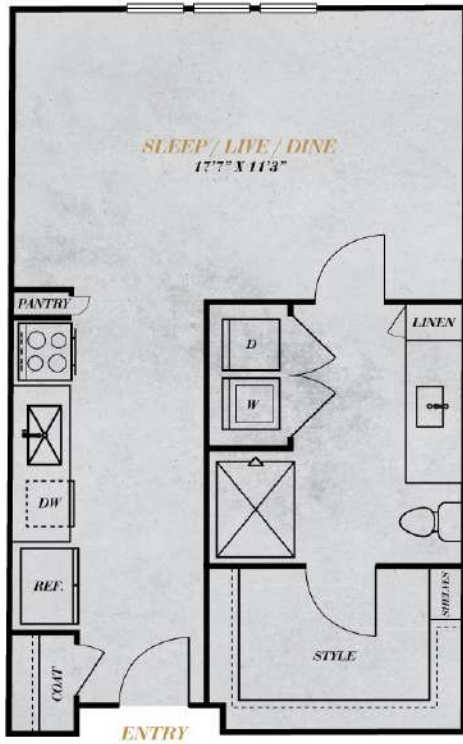 SLEEP / LIVE / DINE
17'7" X 11'3"
PANTRY
LINEN
D
W
DW
REF.
SHELVES
STYLE
COAT
ENTRY